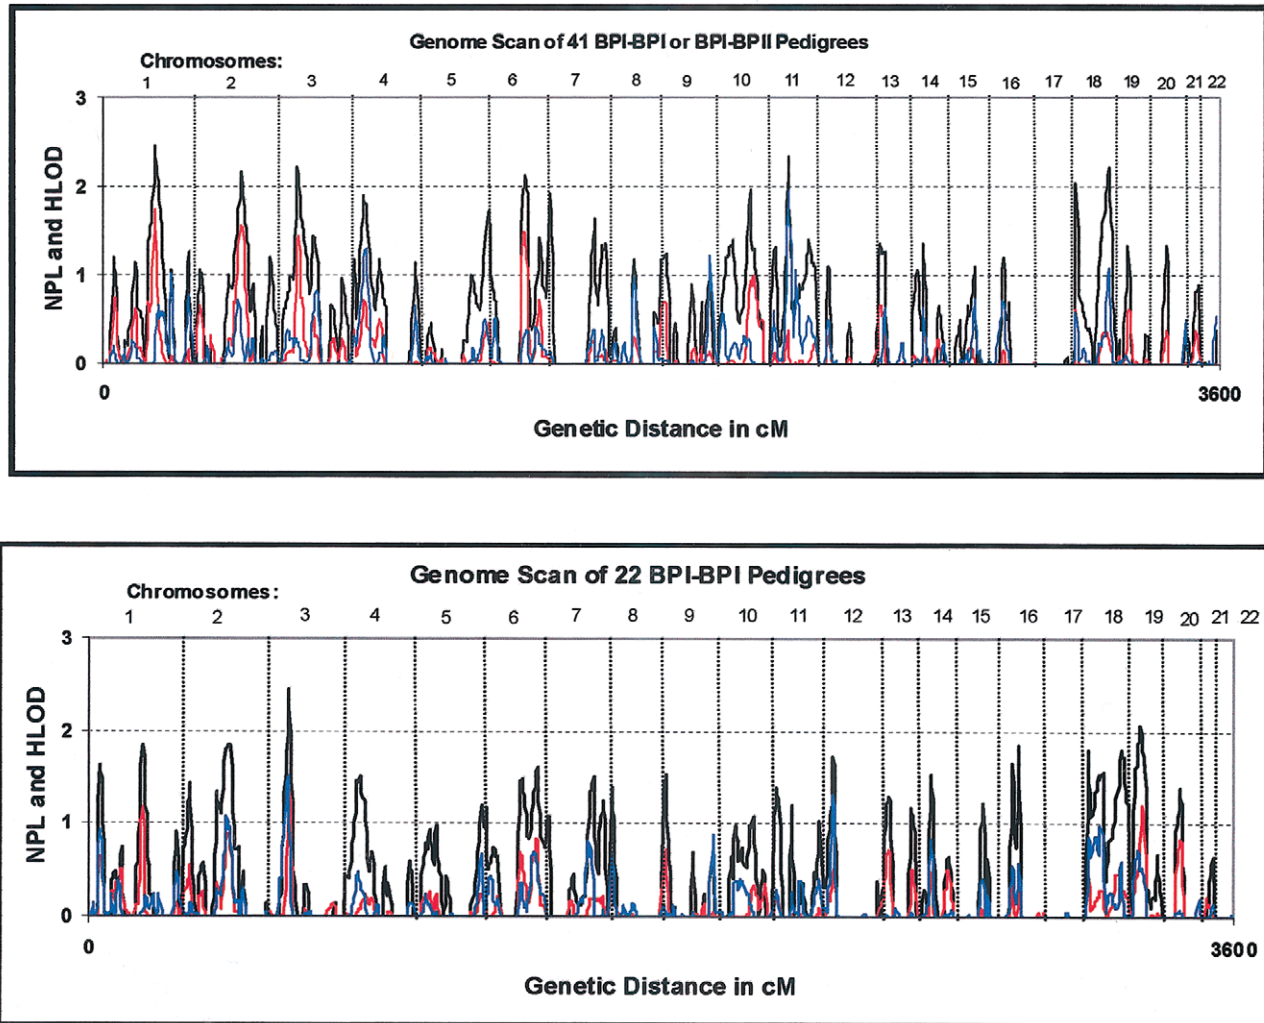 Genome Scan of 41 BPI-BPI or BPI-BPII Pedigrees
Chromosomes:
1 2 3 4 5 6 7 8 9 10 11 12 13 14 15 16 17 18 19 20 21 22
3
2
1
0
NPL and HLOD
0 3600
Genetic Distance in cM
Genome Scan of 22 BPI-BPI Pedigrees
Chromosomes:
1 2 3 4 5 6 7 8 9 10 11 12 13 14 15 16 17 18 19 20 21 22
3
2
1
0
NPL and HLOD
0 3600
Genetic Distance in cM